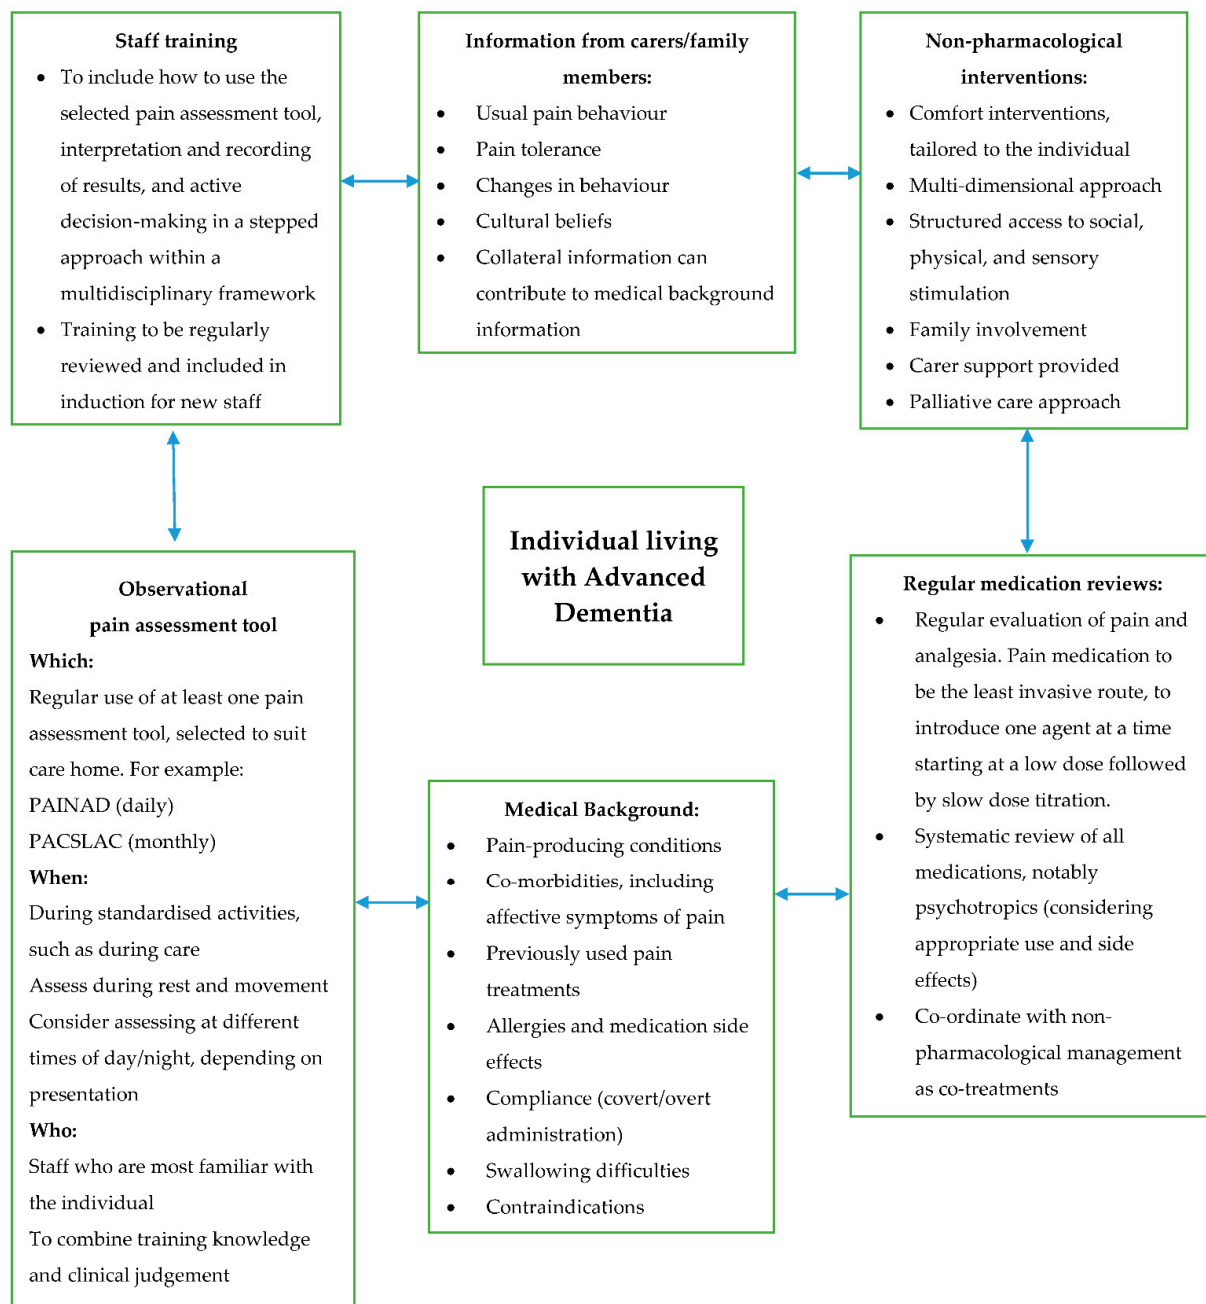 Staff training
• To include how to use the
selected pain assessment tool,
interpretation and recording
of results, and active
decision-making in a stepped
approach within a
multidisciplinary framework
• Training to be regularly
reviewed and included in
induction for new staff
Information from carers/family
members:
• Usual pain behaviour
• Pain tolerance
• Changes in behaviour
• Cultural beliefs
• Collateral information can
contribute to medical background
information
Non-pharmacological
interventions:
• Comfort interventions,
tailored to the individual
• Multi-dimensional approach
• Structured access to social,
physical, and sensory
stimulation
• Family involvement
• Carer support provided
• Palliative care approach
Individual living
with Advanced
Dementia
Observational
pain assessment tool
Which:
Regular use of at least one pain
assessment tool, selected to suit
care home. For example:
PAINAD (daily)
PACSLAC (monthly)
When:
During standardised activities,
such as during care
Assess during rest and movement
Consider assessing at different
times of day/night, depending on
presentation
Who:
Staff who are most familiar with
the individual
To combine training knowledge
and clinical judgement
Medical Background:
• Pain-producing conditions
• Co-morbidities, including
affective symptoms of pain
• Previously used pain
treatments
• Allergies and medication side
effects
• Compliance (covert/overt
administration)
• Swallowing difficulties
• Contraindications
Regular medication reviews:
• Regular evaluation of pain and
analgesia. Pain medication to
be the least invasive route, to
introduce one agent at a time
starting at a low dose followed
by slow dose titration.
• Systematic review of all
medications, notably
psychotropics (considering
appropriate use and side
effects)
• Co-ordinate with non-
pharmacological management
as co-treatments